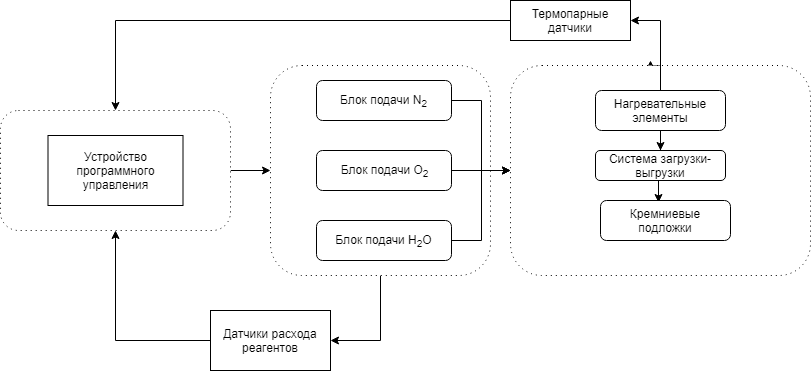 Термопарные
датчики
Блок подачи N2
Нагревательные
элементы
Устройство
программного
управления
Блок подачи O2
Система загрузки-
выгрузки
Кремниевые
подложки
Блок подачи H2O
Датчики расхода
реагентов